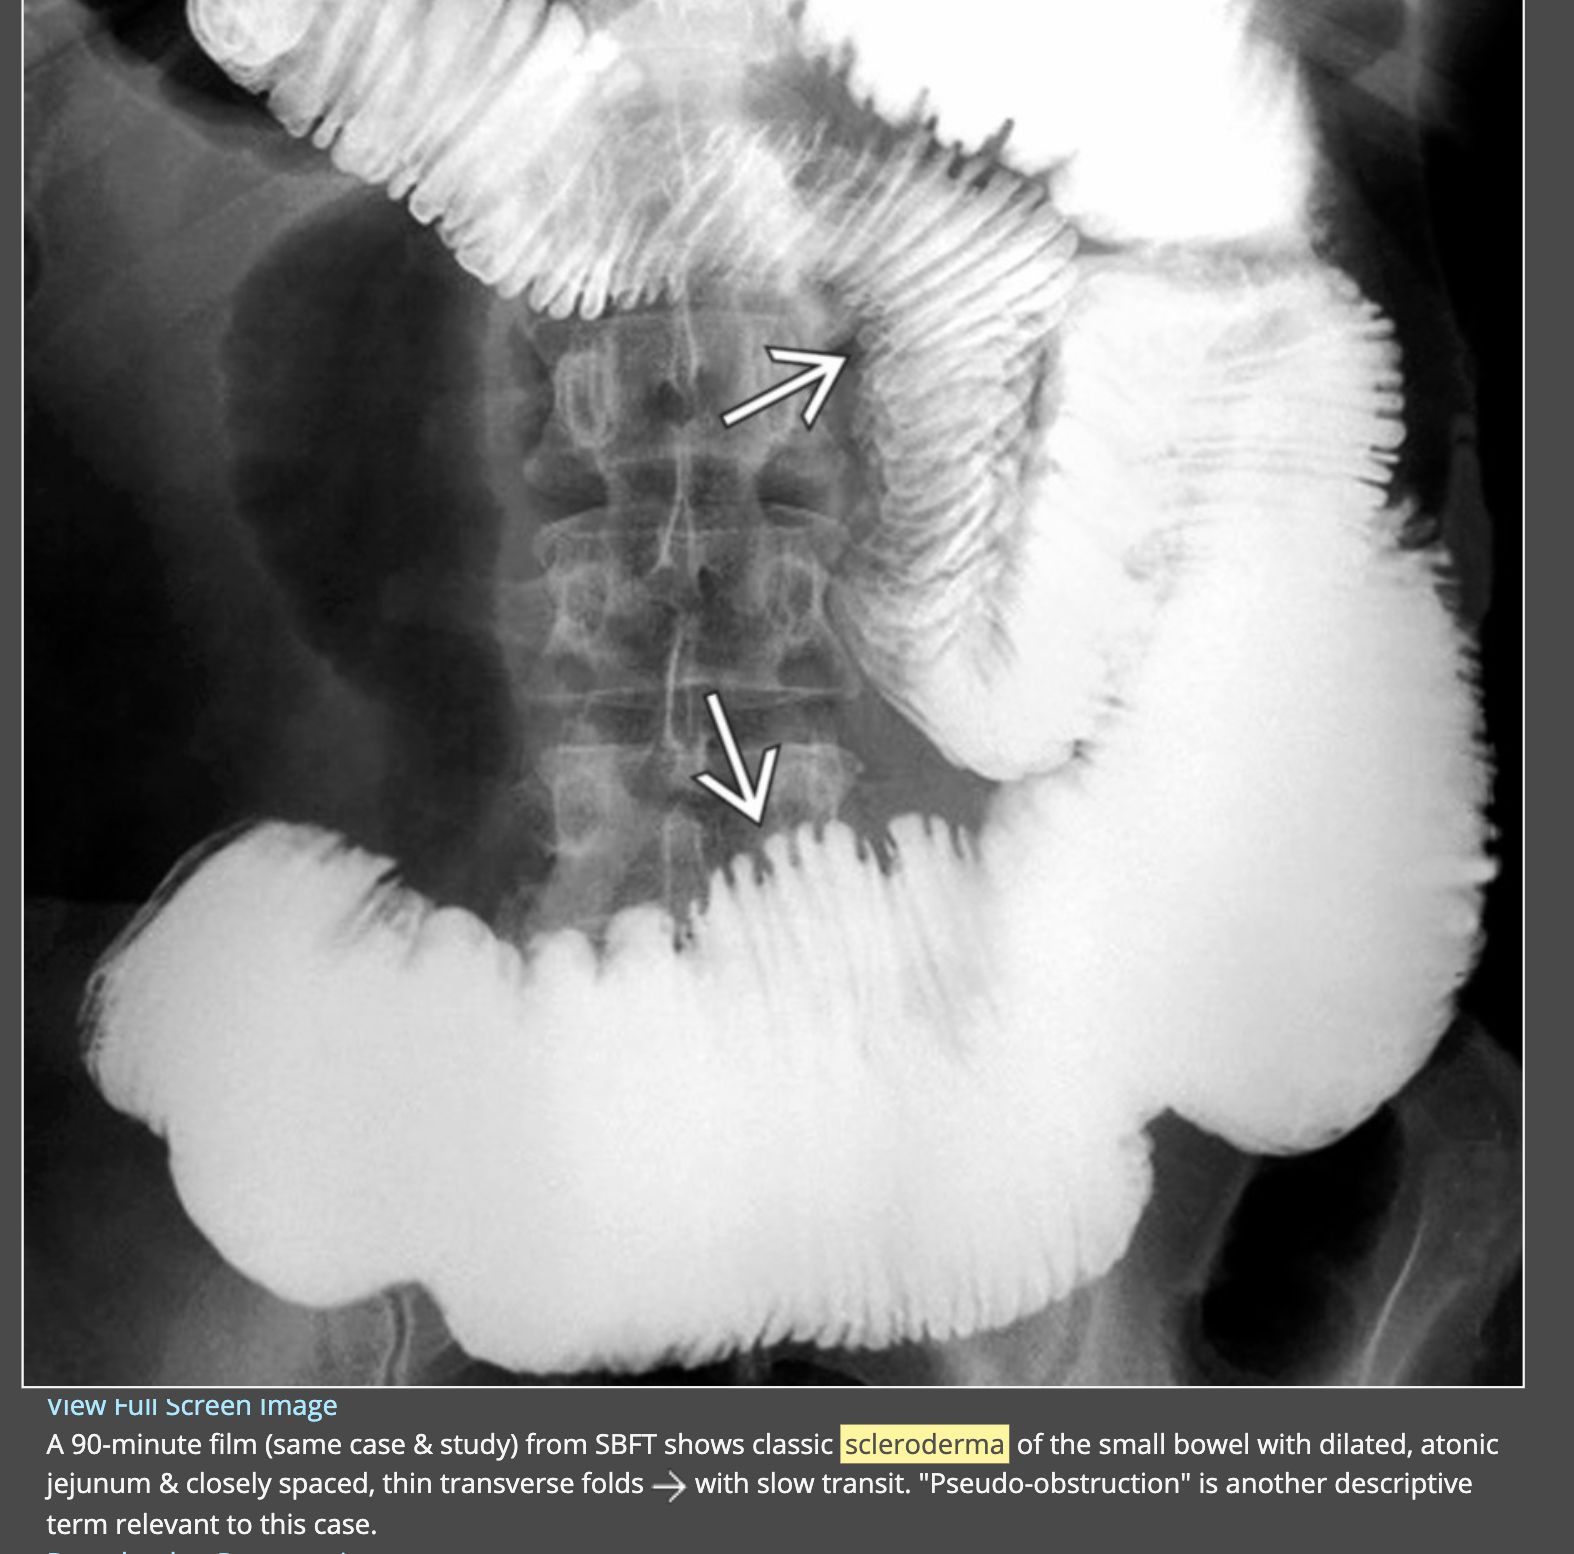 View Full Screen Image
A 90-minute film (same case & study) from SBFT shows classic scleroderma of the small bowel with dilated, atonic
jejunum & closely spaced, thin transverse folds → with slow transit. "Pseudo-obstruction" is another descriptive
term relevant to this case.